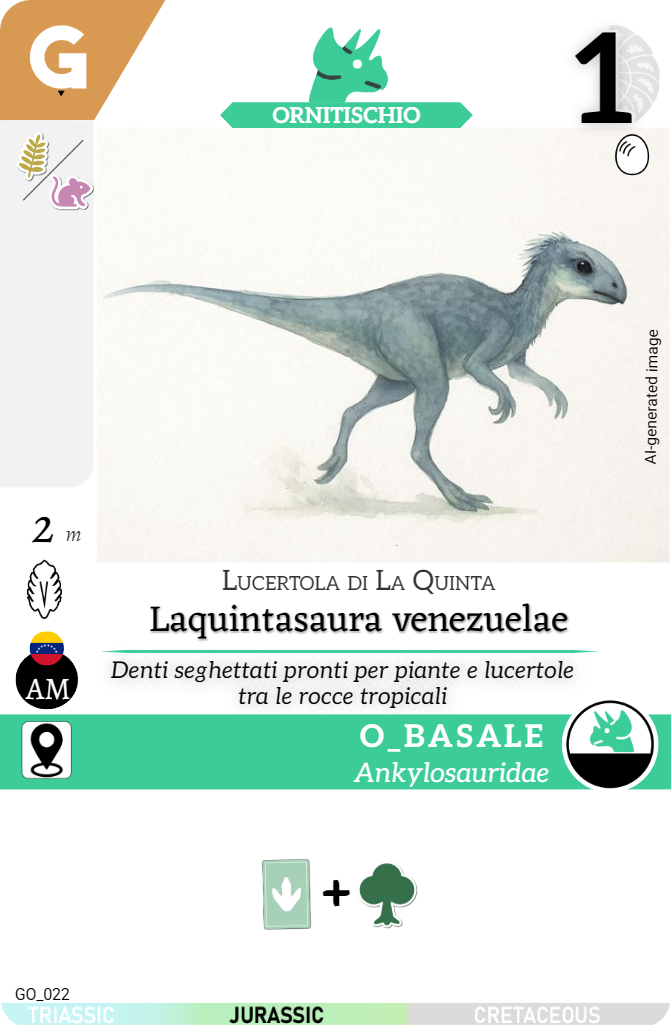 G
ORNITISCHIO
1
AI-generated image
2 m
AM
LUCERTOLA DI LA QUINTA
Laquintasaura venezuelae
Denti seghettati pronti per piante e lucertole
tra le rocce tropicali
O_BASALE
Ankylosauridae
+
GO_022
TRIASSIC JURASSIC CRETACEOUS